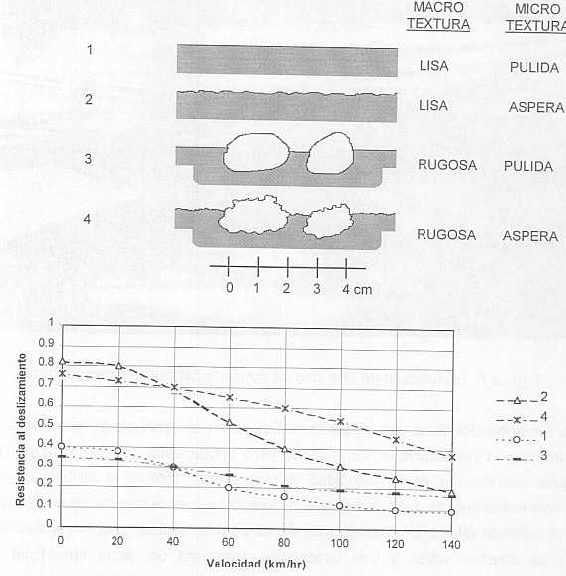 MACRO MICRO
TEXTURA TEXTURA
1 LISA PULIDA
2 LISA ASPERA
3 RUGOSA PULIDA
4 RUGOSA ASPERA
0 1 2 3 4 cm
Resistencia al deslizamiento
1
0.9
0.8
0.7
0.6
0.5
0.4
0.3
0.2
0.1
0
0 20 40 60 80 100 120 140
Velocidad (km/hr)
2
4
1
3